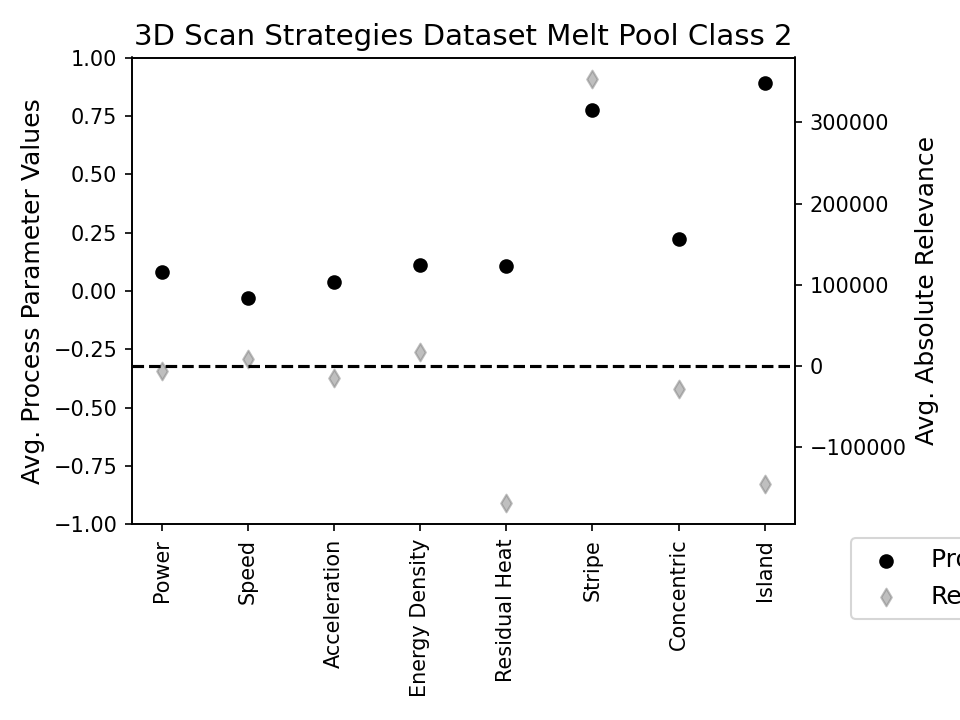 3D Scan Strategies Dataset Melt Pool Class 2
Avg. Process Parameter Values
1.00
0.75
0.50
0.25
0.00
−0.25
−0.50
−0.75
−1.00
300000
200000
100000
0
−100000
Avg. Absolute Relevance
Power
Speed
Acceleration
Energy Density
Residual Heat
Stripe
Concentric
Island